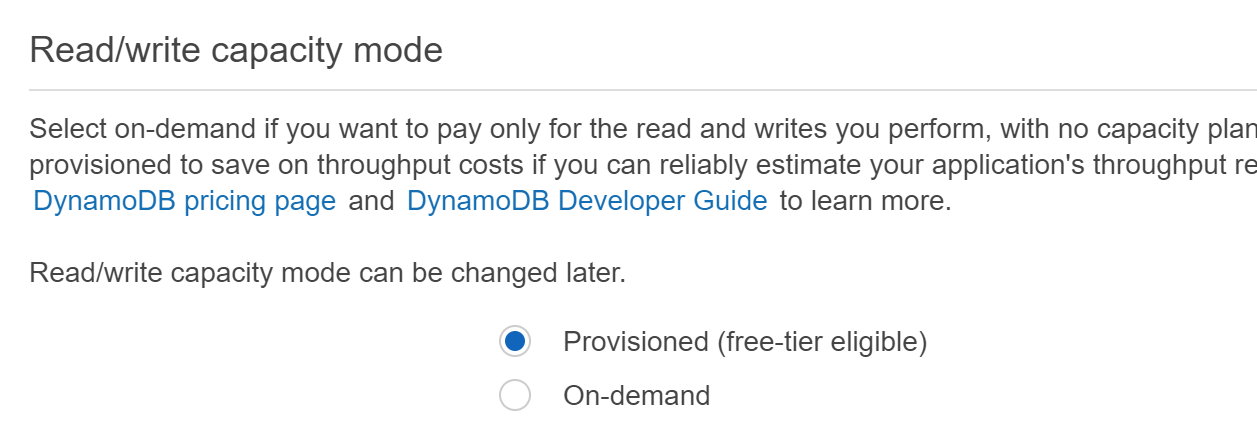 Read/write capacity mode
Select on-demand if you want to pay only for the read and writes you perform, with no capacity plan
provisioned to save on throughput costs if you can reliably estimate your application's throughput re
DynamoDB pricing page and DynamoDB Developer Guide to learn more.
Read/write capacity mode can be changed later.
Provisioned (free-tier eligible)
On-demand